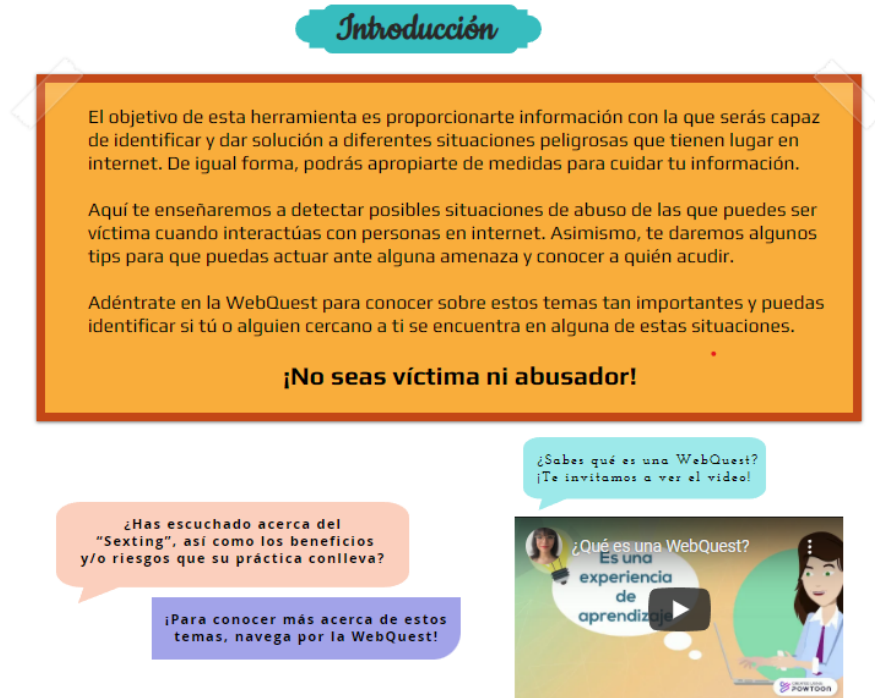 Introducción
El objetivo de esta herramienta es proporcionarte información con la que serás capaz
de identificar y dar solución a diferentes situaciones peligrosas que tienen lugar en
internet. De igual forma, podrás apropiarte de medidas para cuidar tu información.
Aquí te enseñaremos a detectar posibles situaciones de abuso de las que puedes ser
víctima cuando interactúas con personas en internet. Asimismo, te daremos algunos
tips para que puedas actuar ante alguna amenaza y conocer a quién acudir.
Adéntrate en la WebQuest para conocer sobre estos temas tan importantes y puedas
identificar si tú o alguien cercano a ti se encuentra en alguna de estas situaciones.
¡No seas víctima ni abusador!
¿Sabes qué es una WebQuest?
¡Te invitamos a ver el video!
¿Has escuchado acerca del
“Sexting”, así como los beneficios
y/o riesgos que su práctica conlleva?
¡Para conocer más acerca de estos
temas, navega por la WebQuest!
¿Qué es una WebQuest?
Es una
experiencia
de
aprendizaje
CREATED USING
POWTOON